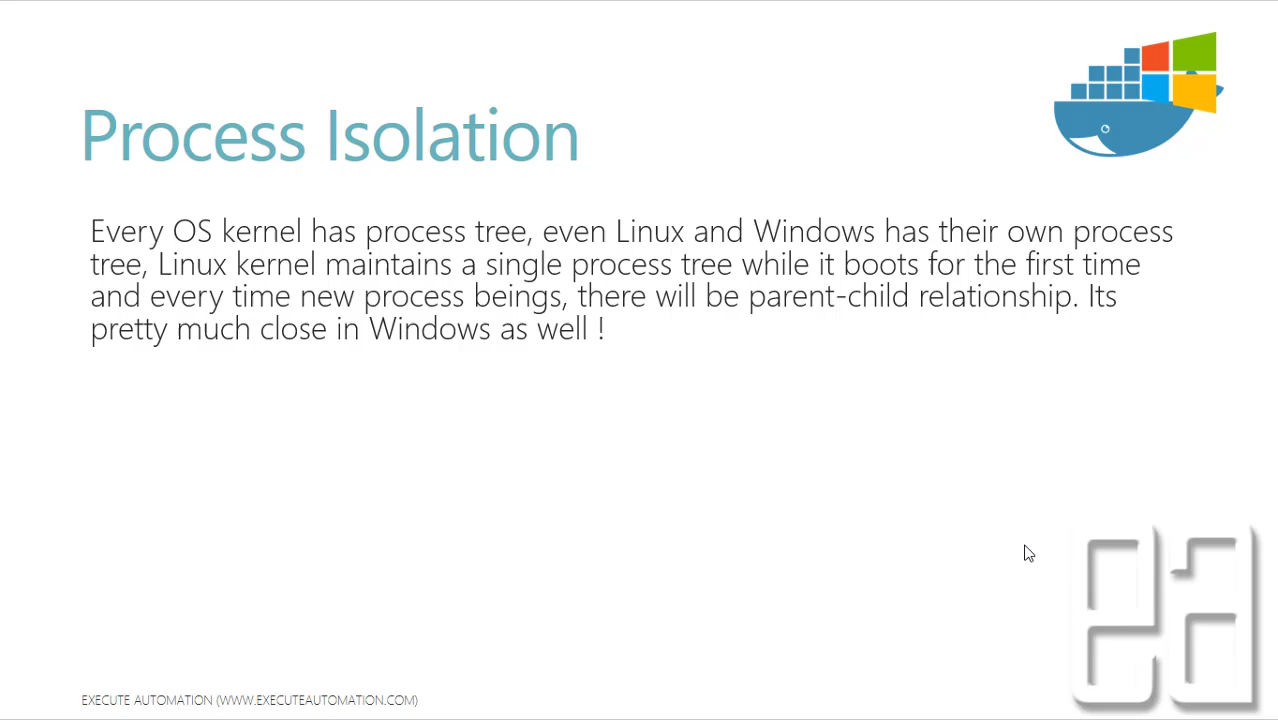 Process Isolation
Every OS kernel has process tree, even Linux and Windows has their own process
tree, Linux kernel maintains a single process tree while it boots for the first time
and every time new process beings, there will be parent-child relationship. Its
pretty much close in Windows as well !
ea
EXECUTE AUTOMATION (WWW.EXECUTEAUTOMATION.COM)